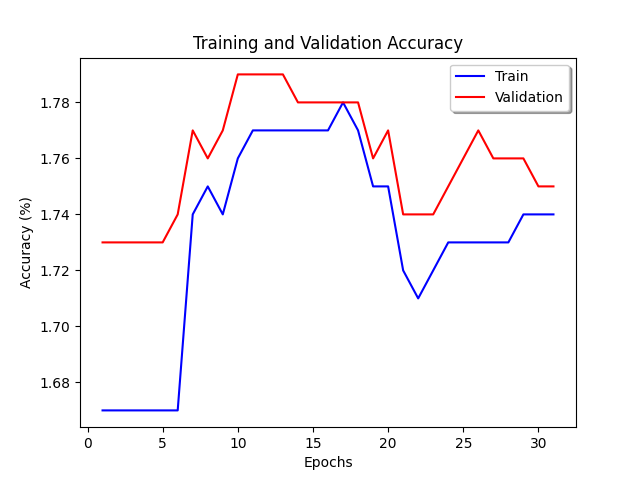 Training and Validation Accuracy
Train
Validation
Accuracy (%)
1.78
1.76
1.74
1.72
1.70
1.68
0 5 10 15 20 25 30
Epochs